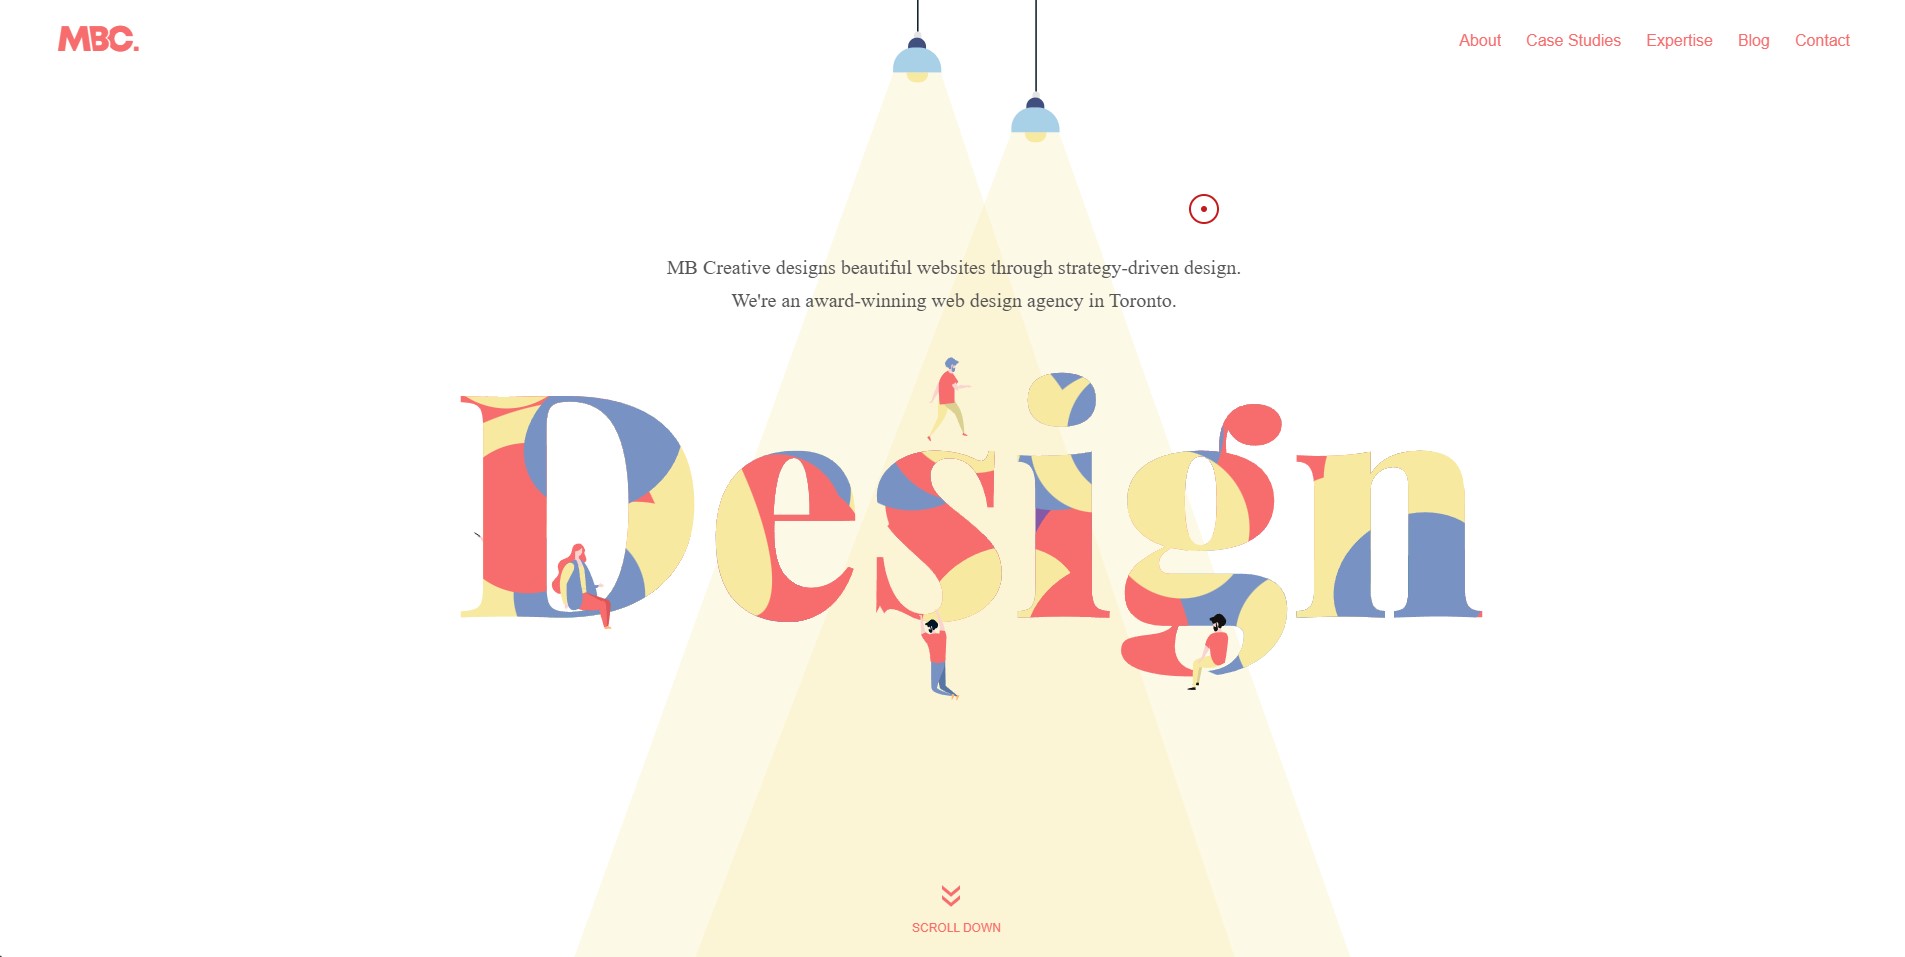 MBC.
About
Case Studies
Expertise
Blog
Contact
MB Creative designs beautiful websites through strategy-driven design.
We're an award-winning web design agency in Toronto.
Design
SCROLL DOWN